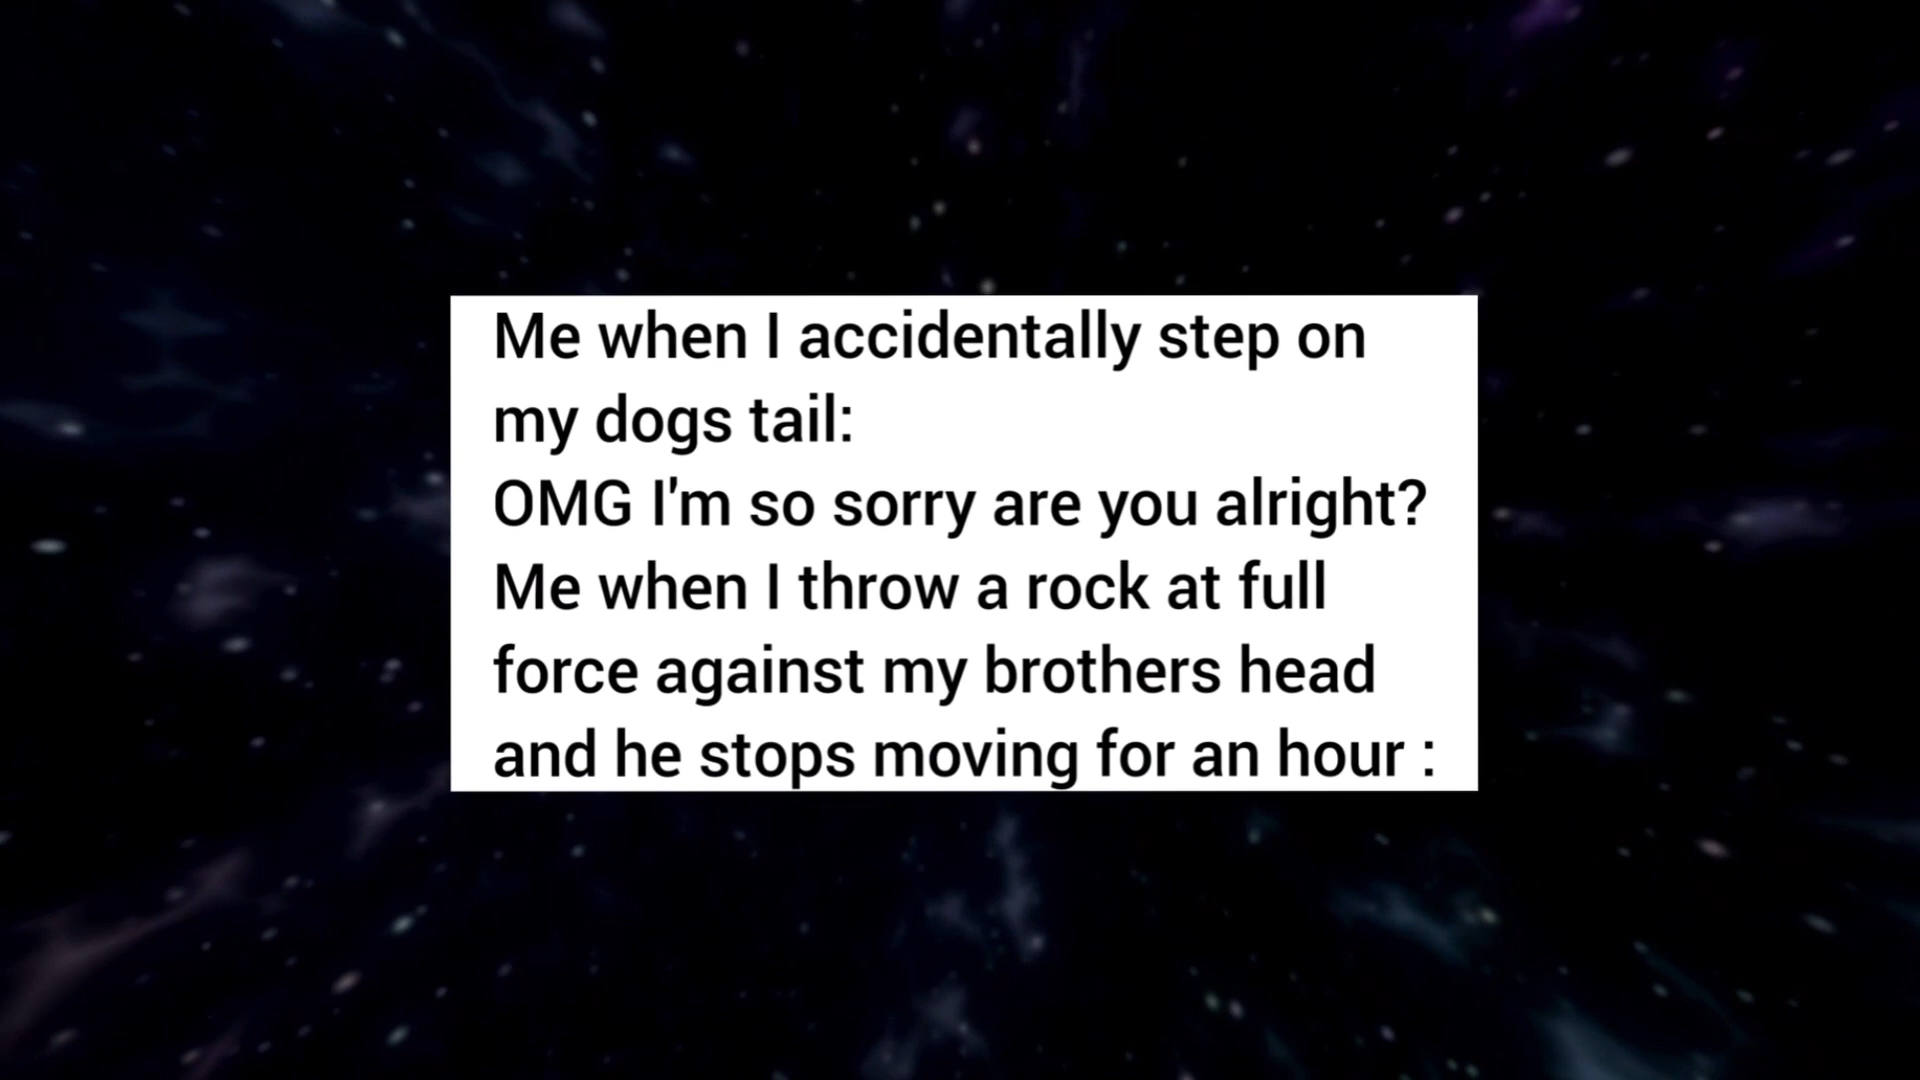 Me when I accidentally step on
my dogs tail:
OMG I'm so sorry are you alright?
Me when I throw a rock at full
force against my brothers head
and he stops moving for an hour :